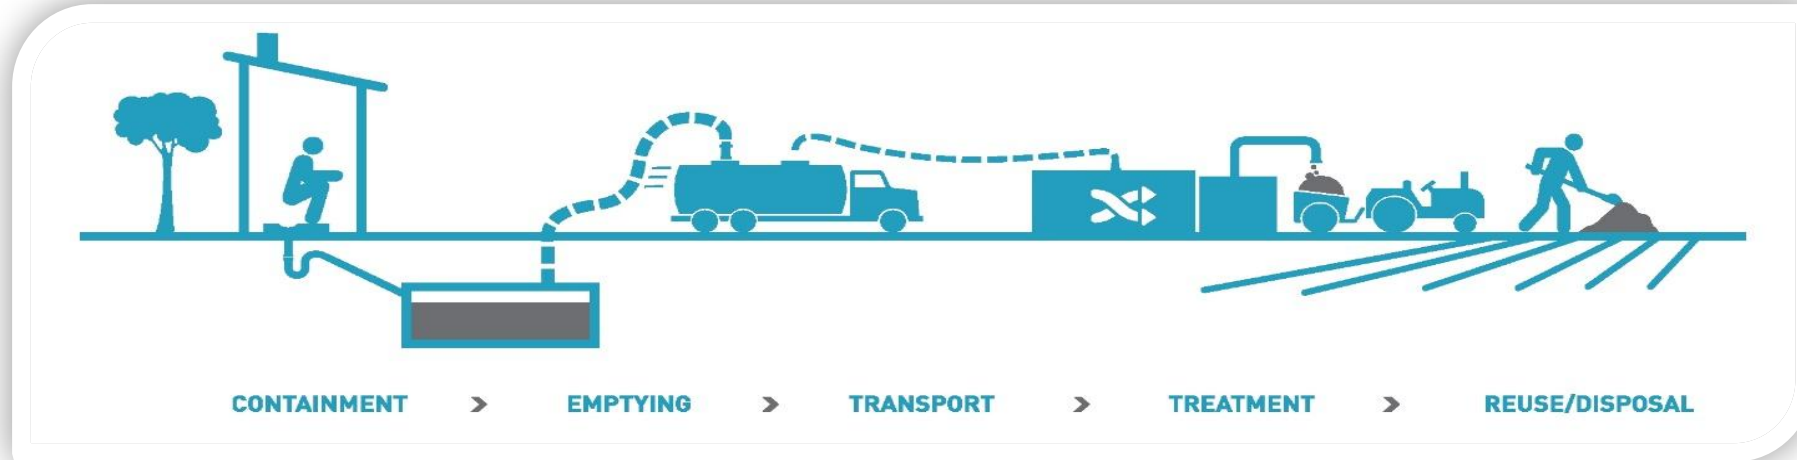 CONTAINMENT > EMPTYING > TRANSPORT > TREATMENT > REUSE/DISPOSAL